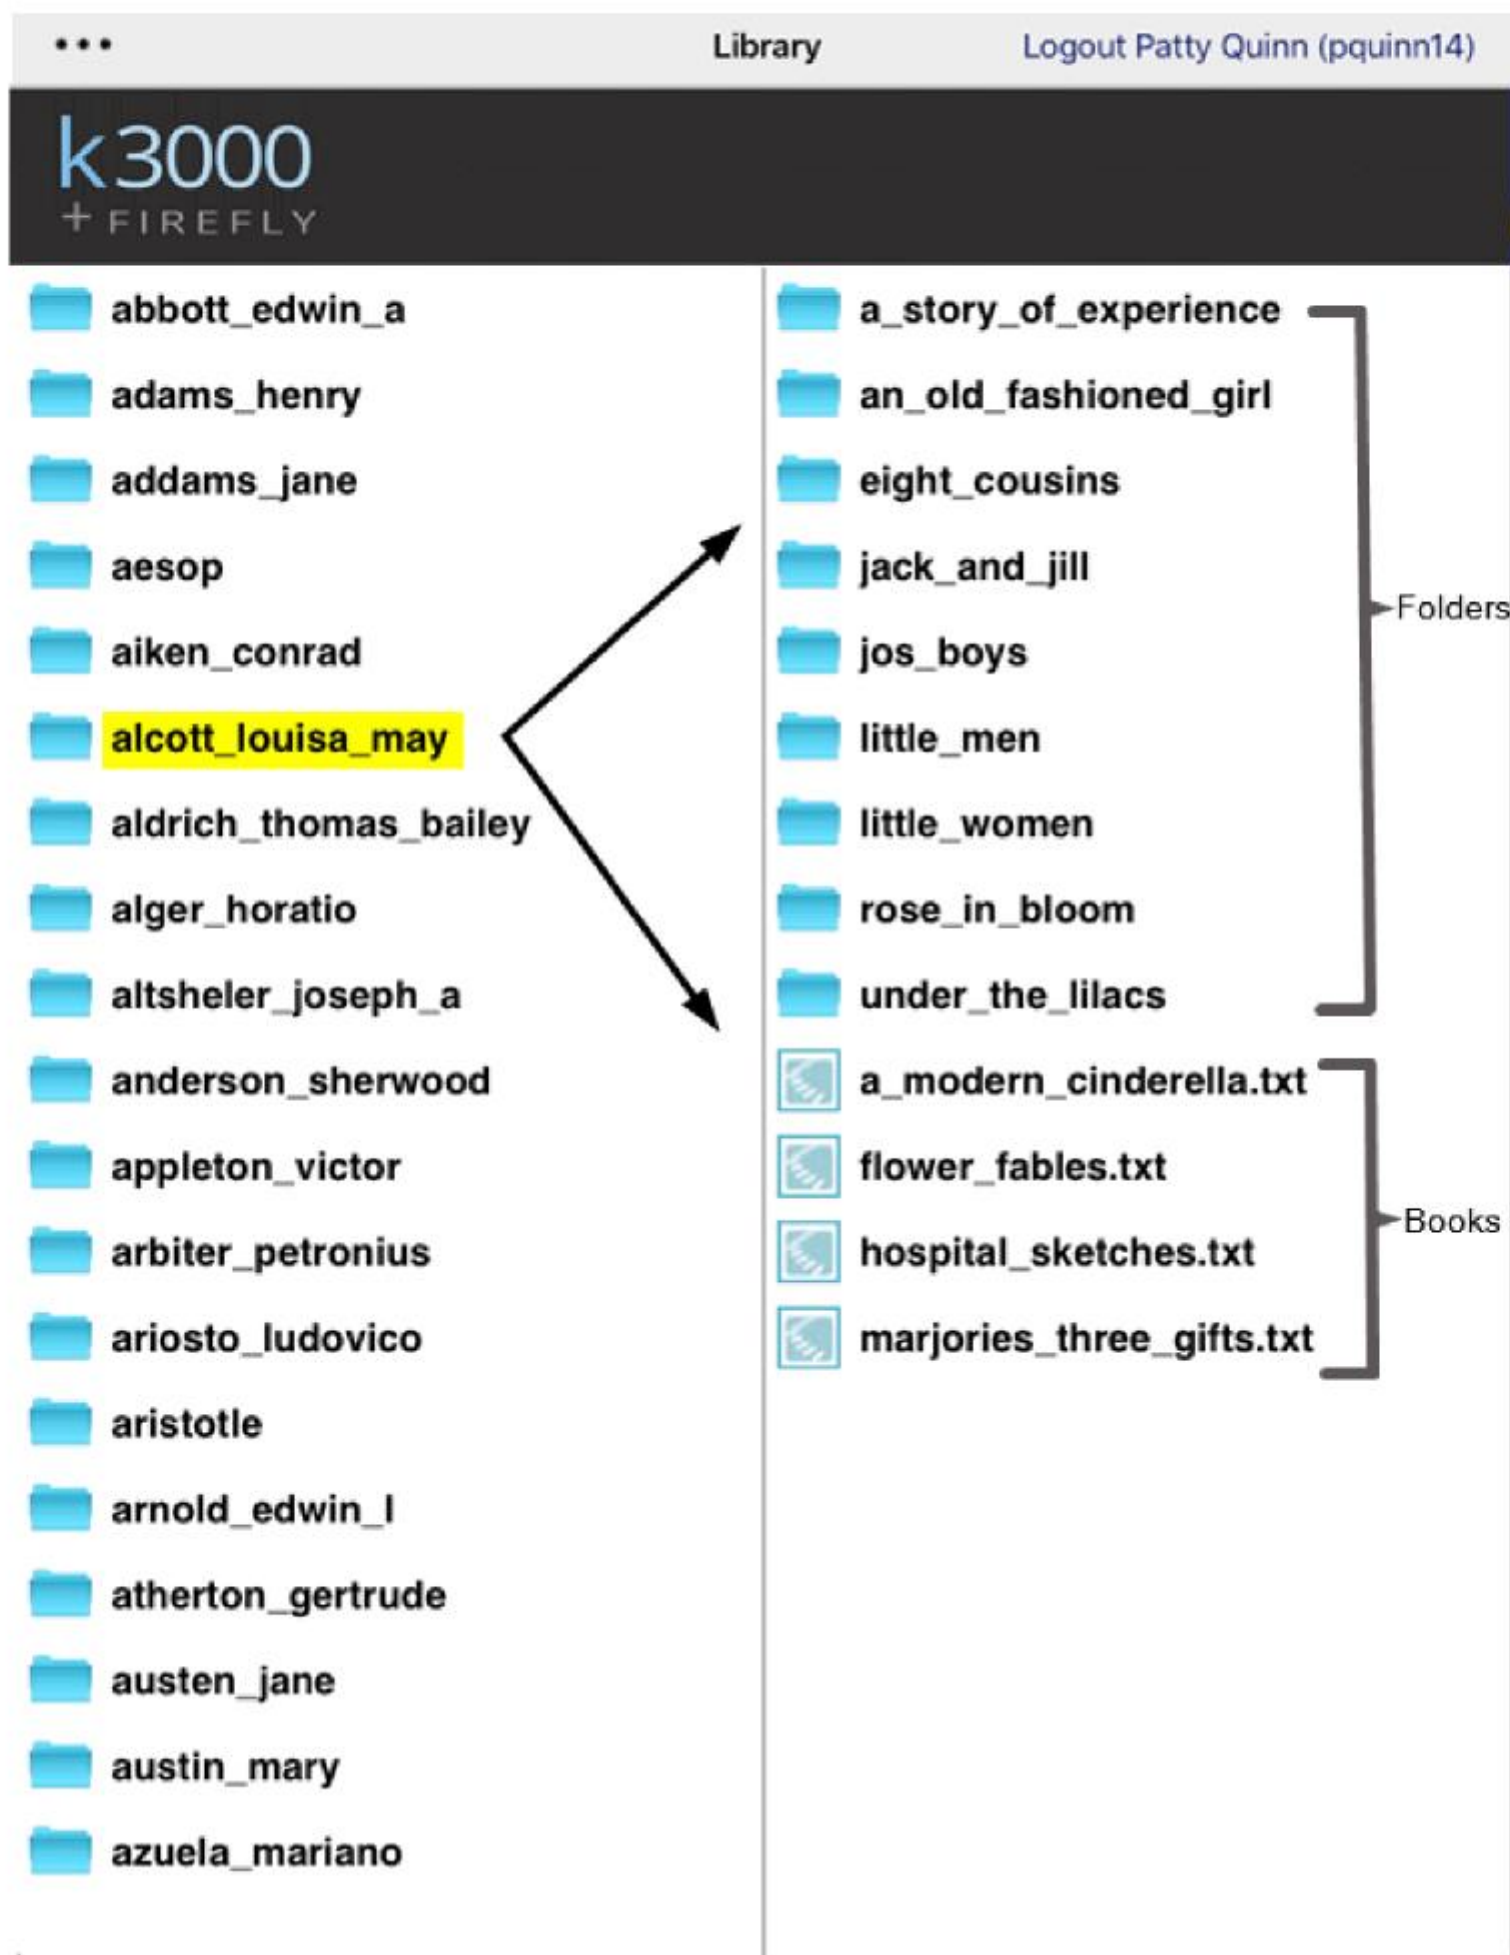 Library
Logout Patty Quinn (pquinn14)
k3000
+FIREFLY
abbott_edwin_a
adams_henry
addams_jane
aesop
aiken_conrad
alcott_louisa_may
aldrich_thomas_bailey
alger_horatio
altsheler_joseph_a
anderson_sherwood
appleton_victor
arbiter_petronius
ariosto_ludovico
aristotle
arnold_edwin_l
atherton_gertrude
austen_jane
austin_mary
azuela_mariano
a_story_of_experience
an_old_fashioned_girl
eight_cousins
jack_and_jill
jos_boys
little_men
little_women
rose_in_bloom
under_the_lilacs
a_modern_cinderella.txt
flower_fables.txt
hospital_sketches.txt
marjories_three_gifts.txt
Folders
Books